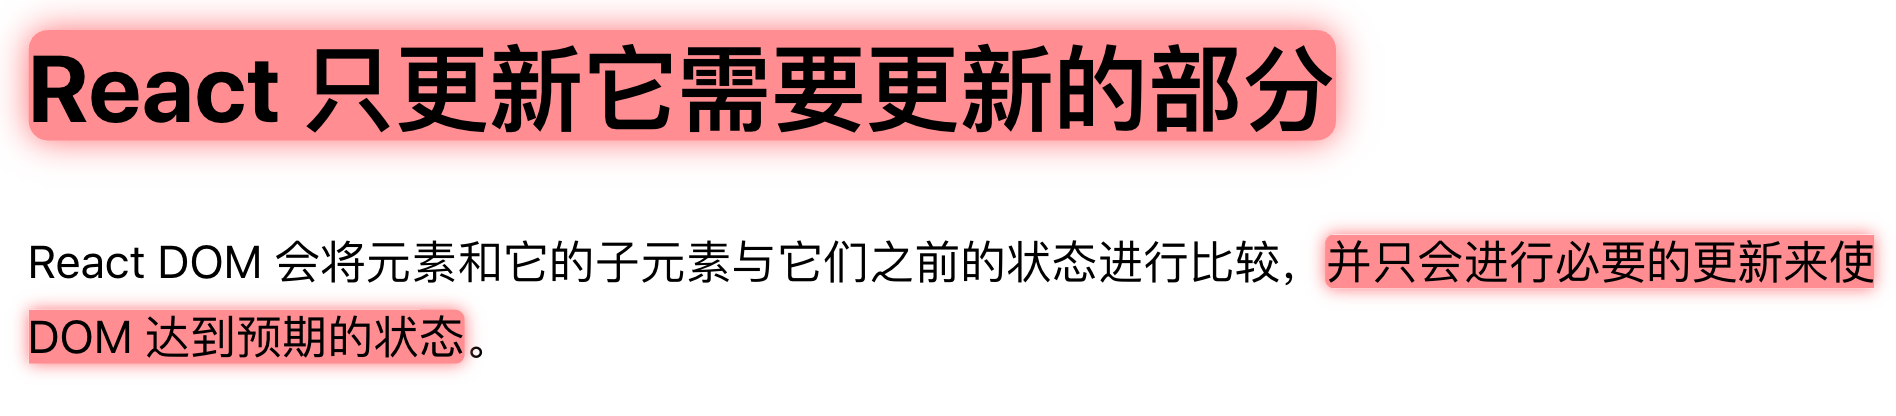 React 只更新它需要更新的部分
React DOM 会将元素和它的子元素与它们之前的状态进行比较，并只会进行必要的更新来使
DOM 达到预期的状态。